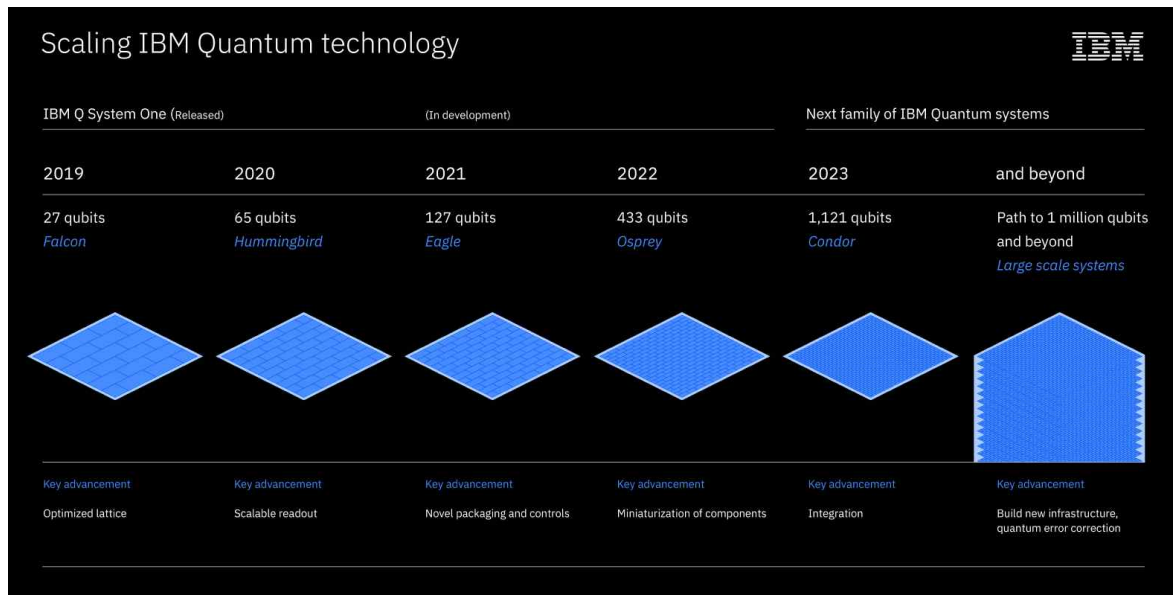 Scaling IBM Quantum technology
IBM
IBM Q System One (Released)
(In development)
Next family of IBM Quantum systems
2019
2020
2021
2022
2023
and beyond
27 qubits
65 qubits
127 qubits
433 qubits
1,121 qubits
Path to 1 million qubits
and beyond
Falcon
Hummingbird
Eagle
Osprey
Condor
Large scale systems
Key advancement
Key advancement
Key advancement
Key advancement
Key advancement
Key advancement
Optimized lattice
Scalable readout
Novel packaging and controls
Miniaturization of components
Integration
Build new infrastructure,
quantum error correction